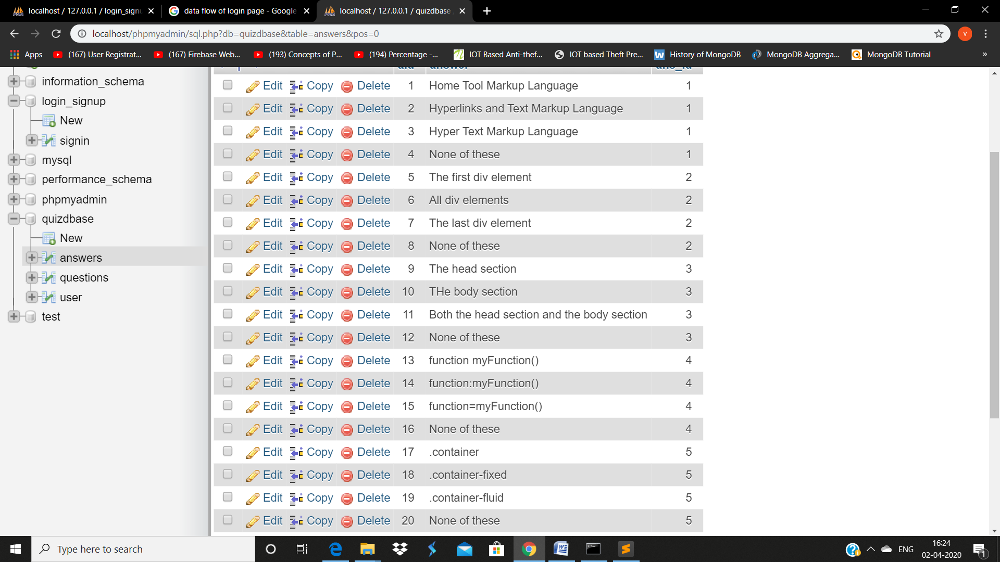 localhost / 127.0.0.1 / login_signu
data flow of login page - Google
localhost / 127.0.0.1 / quizdbase
localhost/phpmyadmin/sql.php?db=quizdbase&table=answers&pos=0
V
Apps
(167) User Registrat...
(167) Firebase Web...
(193) Concepts of P...
(194) Percentage -...
IOT Based Anti-thef...
IOT based Theft Pre...
History of MongoDB
MongoDB Aggrega...
MongoDB Tutorial
»
information_schema
login_signup
New
signin
mysql
performance_schema
phpmyadmin
quizdbase
New
answers
questions
user
test
Edit Copy Delete 1 Home Tool Markup Language 1
Edit Copy Delete 2 Hyperlinks and Text Markup Language 1
Edit Copy Delete 3 Hyper Text Markup Language 1
Edit Copy Delete 4 None of these 1
Edit Copy Delete 5 The first div element 2
Edit Copy Delete 6 All div elements 2
Edit Copy Delete 7 The last div element 2
Edit Copy Delete 8 None of these 2
Edit Copy Delete 9 The head section 3
Edit Copy Delete 10 THe body section 3
Edit Copy Delete 11 Both the head section and the body section 3
Edit Copy Delete 12 None of these 3
Edit Copy Delete 13 function myFunction() 4
Edit Copy Delete 14 function:myFunction() 4
Edit Copy Delete 15 function=myFunction() 4
Edit Copy Delete 16 None of these 4
Edit Copy Delete 17 .container 5
Edit Copy Delete 18 .container-fixed 5
Edit Copy Delete 19 .container-fluid 5
Edit Copy Delete 20 None of these 5
Type here to search
ENG
16:24
02-04-2020
1